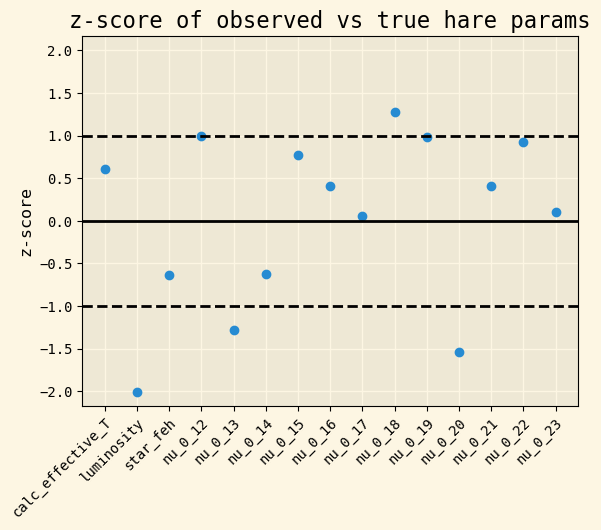 z-score of observed vs true hare params
z-score
2.0
1.5
1.0
0.5
0.0
−0.5
−1.0
−1.5
−2.0
calc_effective_T
luminosity
star_feh
nu_0_12
nu_0_13
nu_0_14
nu_0_15
nu_0_16
nu_0_17
nu_0_18
nu_0_19
nu_0_20
nu_0_21
nu_0_22
nu_0_23